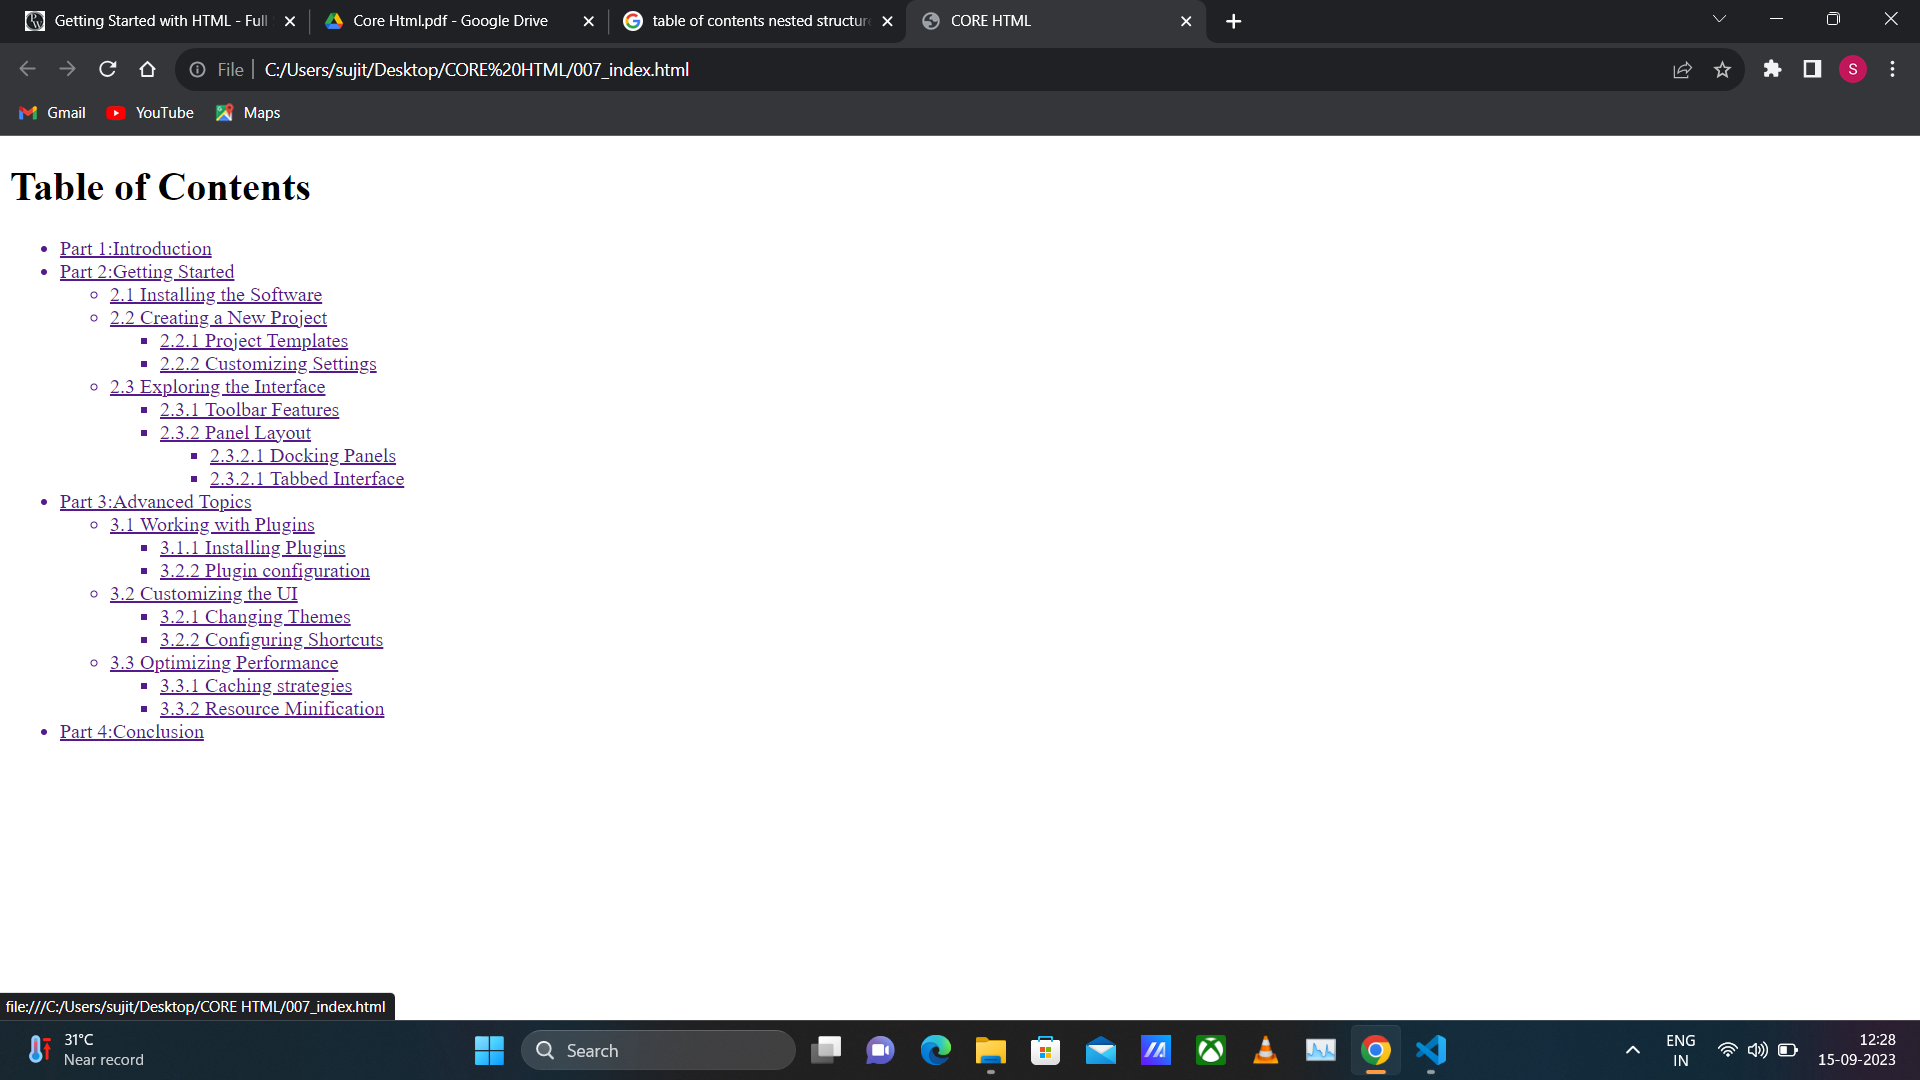 Getting Started with HTML - Full
Core Html.pdf - Google Drive
table of contents nested structure
CORE HTML
File
C:/Users/sujit/Desktop/CORE%20HTML/007_index.html
S
Gmail
YouTube
Maps
Table of Contents
Part 1:Introduction
Part 2:Getting Started
2.1 Installing the Software
2.2 Creating a New Project
2.2.1 Project Templates
2.2.2 Customizing Settings
2.3 Exploring the Interface
2.3.1 Toolbar Features
2.3.2 Panel Layout
2.3.2.1 Docking Panels
2.3.2.1 Tabbed Interface
Part 3:Advanced Topics
3.1 Working with Plugins
3.1.1 Installing Plugins
3.2.2 Plugin configuration
3.2 Customizing the UI
3.2.1 Changing Themes
3.2.2 Configuring Shortcuts
3.3 Optimizing Performance
3.3.1 Caching strategies
3.3.2 Resource Minification
Part 4:Conclusion
file:///C:/Users/sujit/Desktop/CORE HTML/007_index.html
31°C
Near record
Search
ENG
IN
12:28
15-09-2023